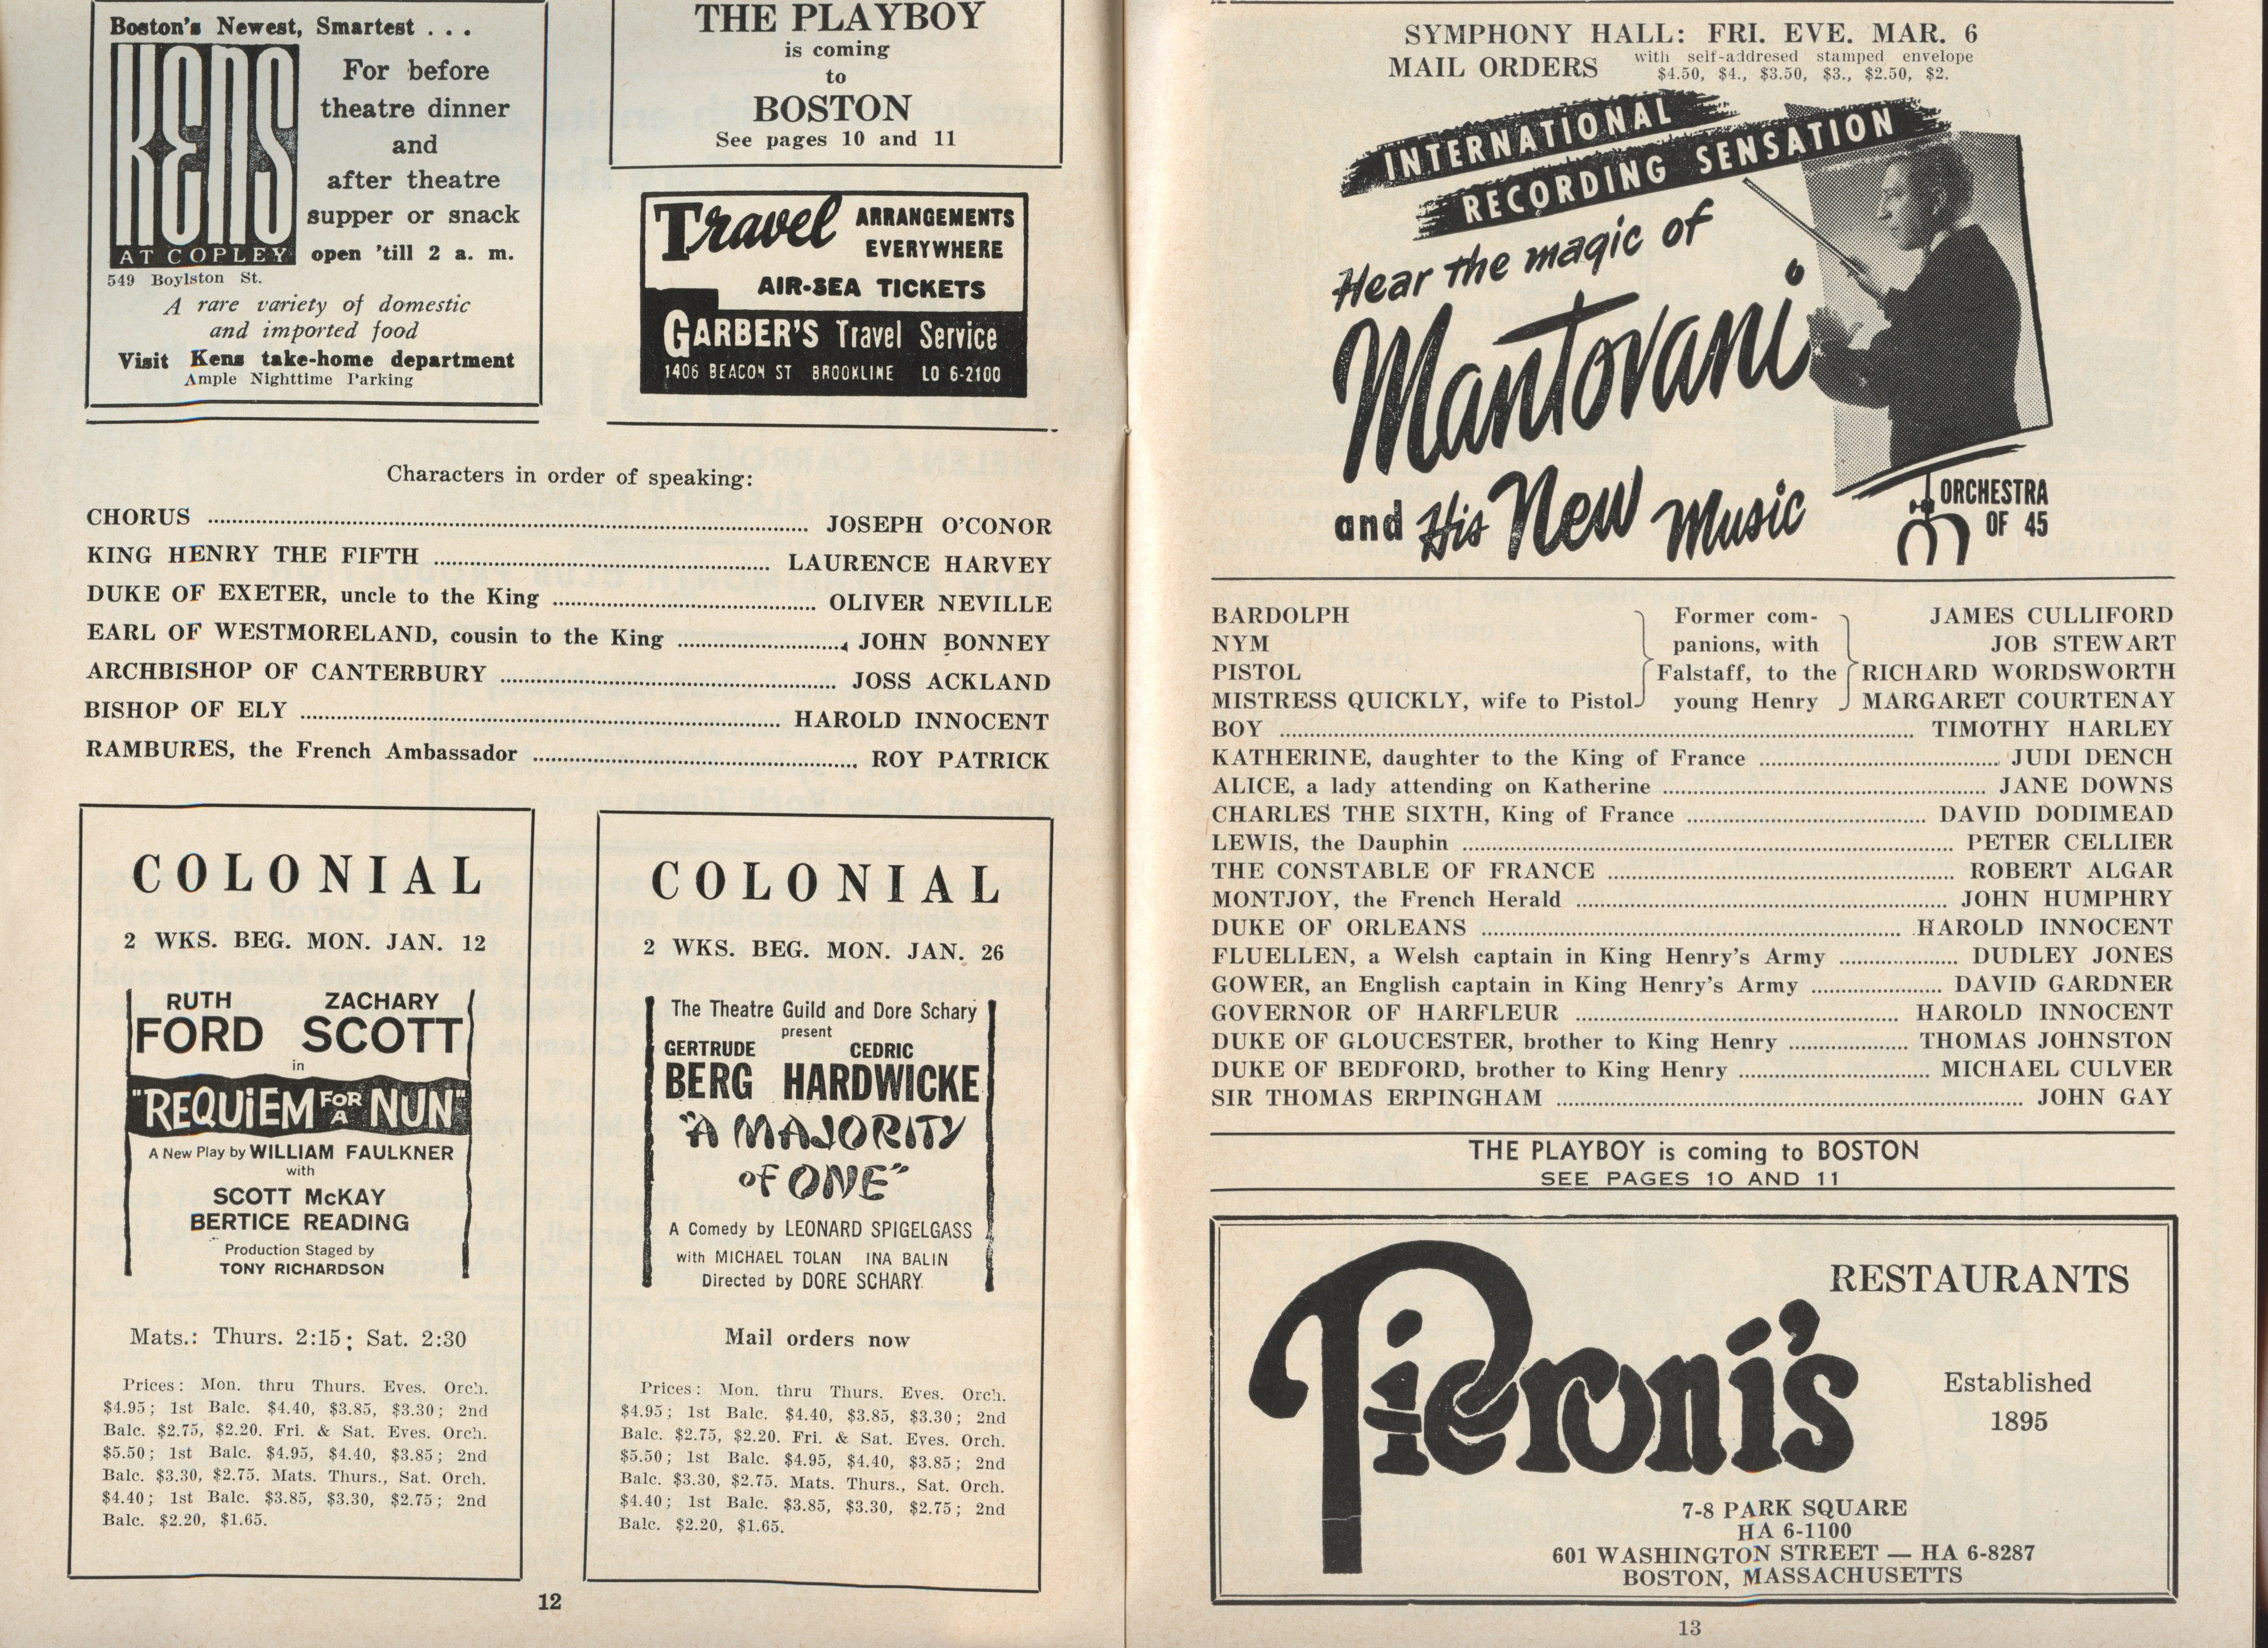 Boston's Newest, Smartest . . .
KENS
AT COPLEY
For before
theatre dinner
and
after theatre
supper or snack
open 'till 2 a. m.
549 Boylston St.
A rare variety of domestic
and imported food
Visit Kens take-home department
Ample Nighttime Parking
THE PLAYBOY
is coming
to
BOSTON
See pages 10 and 11
Travel ARRANGEMENTS
EVERYWHERE
AIR-SEA TICKETS
GARBER'S Travel Service
1406 BEACON ST BROOKLINE LO 6-2100
Characters in order of speaking:
CHORUS ........ JOSEPH O'CONOR
KING HENRY THE FIFTH ........ LAURENCE HARVEY
DUKE OF EXETER, uncle to the King ........ OLIVER NEVILLE
EARL OF WESTMORELAND, cousin to the King ........ JOHN BONNEY
ARCHBISHOP OF CANTERBURY ........ JOSS ACKLAND
BISHOP OF ELY ........ HAROLD INNOCENT
RAMBURES, the French Ambassador ........ ROY PATRICK
COLONIAL
2 WKS. BEG. MON. JAN. 12
RUTH ZACHARY
FORD SCOTT
in
"REQUIEM FOR A NUN"
A New Play by WILLIAM FAULKNER
with
SCOTT McKAY
BERTICE READING
Production Staged by
TONY RICHARDSON
Mats.: Thurs. 2:15; Sat. 2:30
Prices: Mon. thru Thurs. Eves. Orch.
$4.95; 1st Balc. $4.40, $3.85, $3.30; 2nd
Balc. $2.75, $2.20. Fri. & Sat. Eves. Orch.
$5.50; 1st Balc. $4.95, $4.40, $3.85; 2nd
Balc. $3.30, $2.75. Mats. Thurs., Sat. Orch.
$4.40; 1st Balc. $3.85, $3.30, $2.75; 2nd
Balc. $2.20, $1.65.
COLONIAL
2 WKS. BEG. MON. JAN. 26
The Theatre Guild and Dore Schary
present
GERTRUDE CEDRIC
BERG HARDWICKE
"A MAJORITY
of ONE"
A Comedy by LEONARD SPIGELGASS
with MICHAEL TOLAN INA BALIN
Directed by DORE SCHARY
Mail orders now
Prices: Mon. thru Thurs. Eves. Orch.
$4.95; 1st Balc. $4.40, $3.85, $3.30; 2nd
Balc. $2.75, $2.20. Fri. & Sat. Eves. Orch.
$5.50; 1st Balc. $4.95, $4.40, $3.85; 2nd
Balc. $3.30, $2.75. Mats. Thurs., Sat. Orch.
$4.40; 1st Balc. $3.85, $3.30, $2.75; 2nd
Balc. $2.20, $1.65.
12
SYMPHONY HALL: FRI. EVE. MAR. 6
MAIL ORDERS with self-addresed stamped envelope
$4.50, $4., $3.50, $3., $2.50, $2.
INTERNATIONAL
RECORDING SENSATION
Hear the magic of
Mantovani
and His New Music
ORCHESTRA
OF 45
BARDOLPH Former com- JAMES CULLIFORD
NYM panions, with JOB STEWART
PISTOL Falstaff, to the RICHARD WORDSWORTH
MISTRESS QUICKLY, wife to Pistol young Henry MARGARET COURTENAY
BOY ........ TIMOTHY HARLEY
KATHERINE, daughter to the King of France ........ JUDI DENCH
ALICE, a lady attending on Katherine ........ JANE DOWNS
CHARLES THE SIXTH, King of France ........ DAVID DODIMEAD
LEWIS, the Dauphin ........ PETER CELLIER
THE CONSTABLE OF FRANCE ........ ROBERT ALGAR
MONTJOY, the French Herald ........ JOHN HUMPHRY
DUKE OF ORLEANS ........ HAROLD INNOCENT
FLUELLEN, a Welsh captain in King Henry's Army ........ DUDLEY JONES
GOWER, an English captain in King Henry's Army ........ DAVID GARDNER
GOVERNOR OF HARFLEUR ........ HAROLD INNOCENT
DUKE OF GLOUCESTER, brother to King Henry ........ THOMAS JOHNSTON
DUKE OF BEDFORD, brother to King Henry ........ MICHAEL CULVER
SIR THOMAS ERPINGHAM ........ JOHN GAY
THE PLAYBOY is coming to BOSTON
SEE PAGES 10 AND 11
Pieroni's
RESTAURANTS
Established
1895
7-8 PARK SQUARE
HA 6-1100
601 WASHINGTON STREET — HA 6-8287
BOSTON, MASSACHUSETTS
13